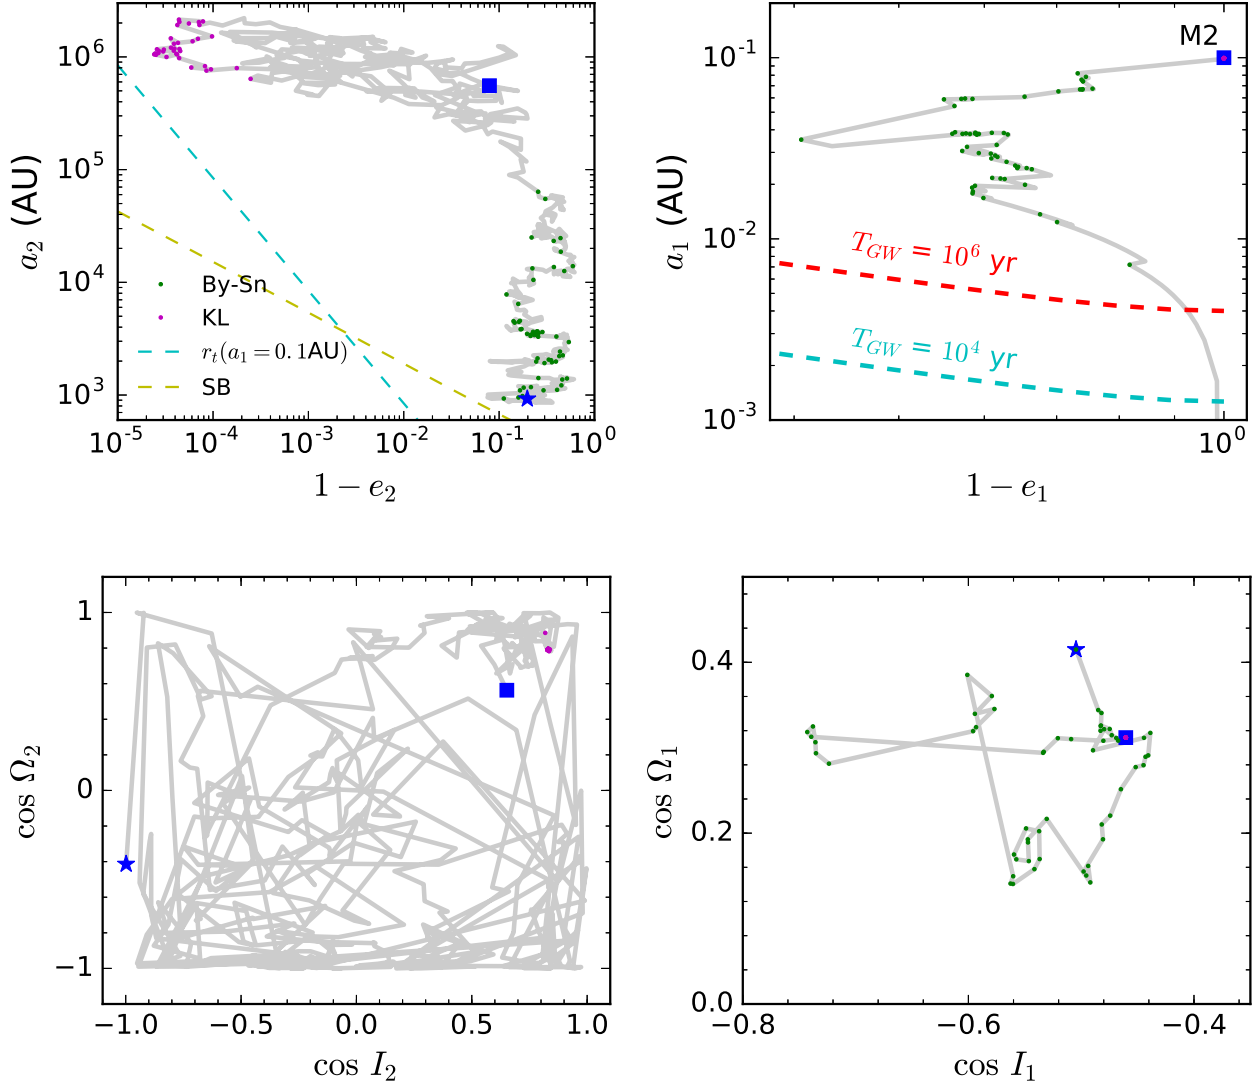 10^6
10^5
10^4
10^3
a_2 (AU)
By-Sn
KL
r_t(a_1 = 0.1AU)
SB
10^-5 10^-4 10^-3 10^-2 10^-1 10^0
1 − e_2
M2
10^-1
10^-2
10^-3
a_1 (AU)
T_GW = 10^6 yr
T_GW = 10^4 yr
10^0
1 − e_1
1
0
−1
cos Ω_2
−1.0 −0.5 0.0 0.5 1.0
cos I_2
0.4
0.2
0.0
cos Ω_1
−0.8 −0.6 −0.4
cos I_1